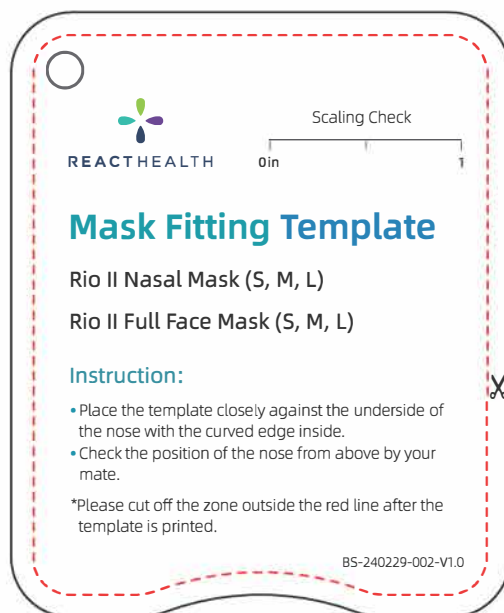 REACTHEALTH
Scaling Check
0in 1
Mask Fitting Template
Rio II Nasal Mask (S, M, L)
Rio II Full Face Mask (S, M, L)
Instruction:
• Place the template closely against the underside of
the nose with the curved edge inside.
• Check the position of the nose from above by your
mate.
*Please cut off the zone outside the red line after the
template is printed.
BS-240229-002-V1.0